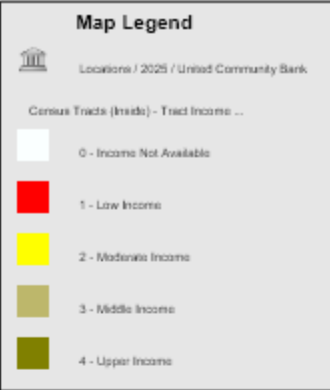 Map Legend
Locations / 2025 / United Community Bank
Census Tracts (Inside) - Tract Income ...
0 - Income Not Available
1 - Low Income
2 - Moderate Income
3 - Middle Income
4 - Upper Income